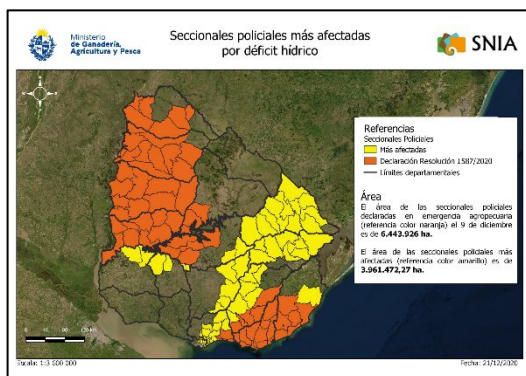 Ministerio
de Ganadería,
Agricultura y Pesca
Seccionales policiales más afectadas
por déficit hídrico
SNIA
Referencias
Seccionales Policiales
Más afectadas
Declaración Resolución 1587/2020
Límites departamentales
Área
El área de las seccionales policiales
declaradas en emergencia agropecuaria
(referencia color naranja) el 9 de diciembre
es de 6.443.926 ha.
El área de las seccionales policiales más
afectadas (referencia color amarillo) es de
3.961.472,27 ha.
Escala: 1:3 600 000
Fecha: 21/12/2020